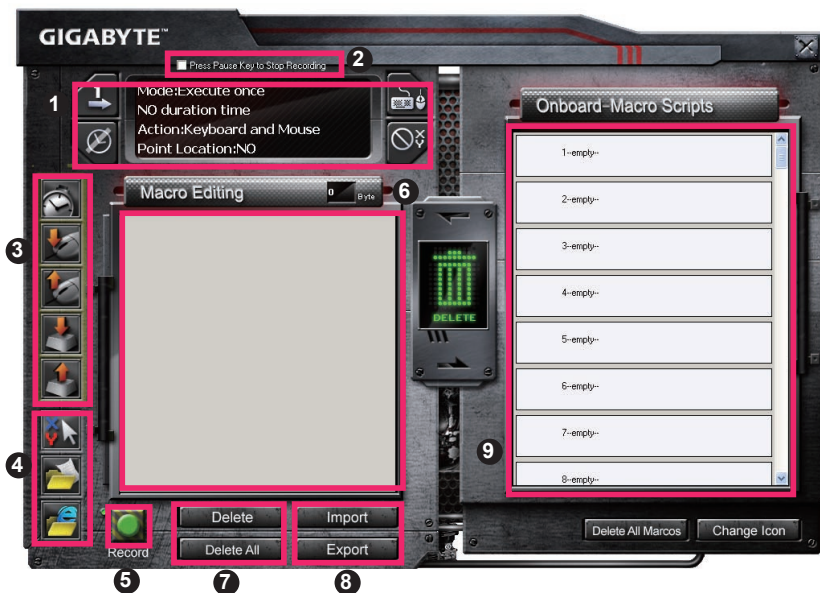 GIGABYTE™
2
Press Pause Key to Stop Recording
1
1
Mode:Execute once
NO duration time
Action:Keyboard and Mouse
Point Location:NO
X
Y
Onboard-Macro Scripts
Macro Editing
0 Byte
6
1--empty--
2--empty--
3--empty--
4--empty--
5--empty--
6--empty--
7--empty--
8--empty--
3
DELETE
X
Y
4
9
Record
Delete
Import
Delete All
Export
Delete All Marcos
Change Icon
5
7
8